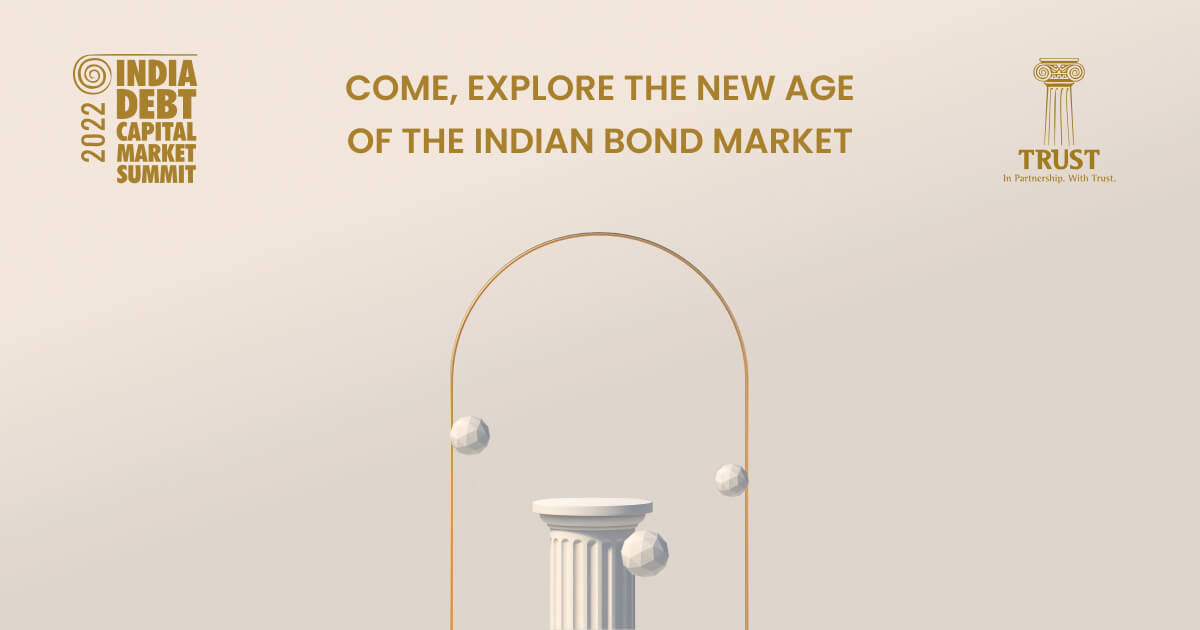 2022
INDIA
DEBT
CAPITAL
MARKET
SUMMIT
COME, EXPLORE THE NEW AGE
OF THE INDIAN BOND MARKET
TRUST
In Partnership. With Trust.